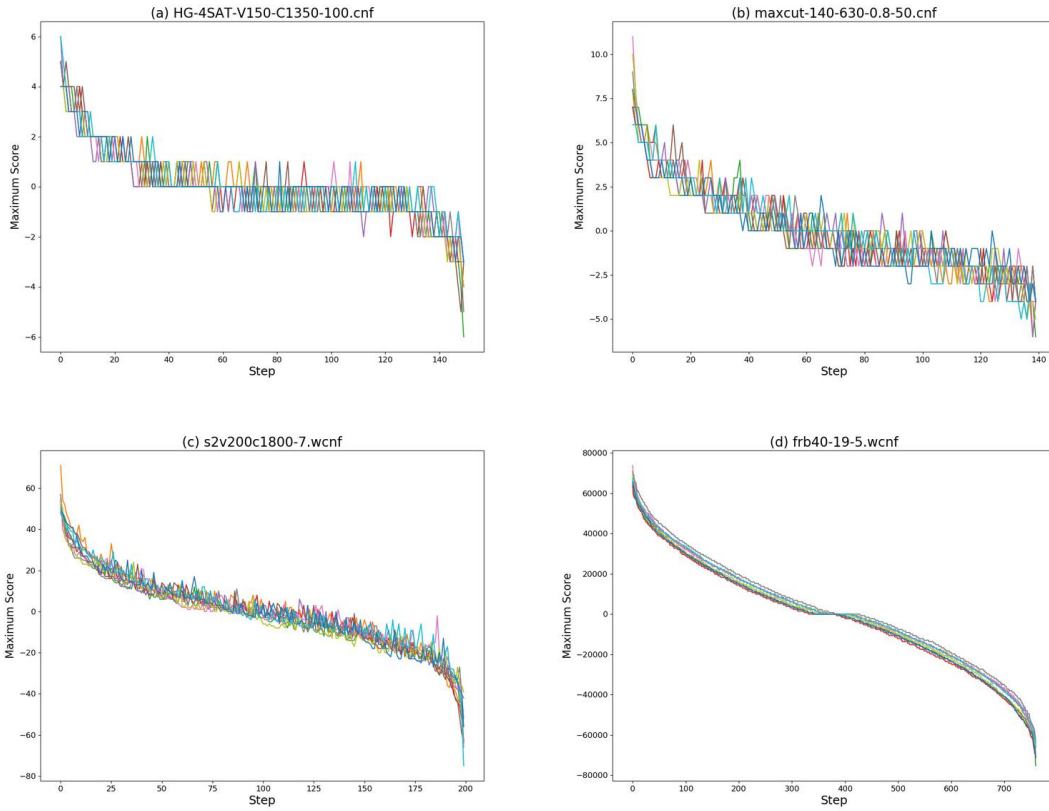 (a) HG-4SAT-V150-C1350-100.cnf
6
4
2
0
−2
−4
−6
Maximum Score
0 20 40 60 80 100 120 140
Step
(b) maxcut-140-630-0.8-50.cnf
10.0
7.5
5.0
2.5
0.0
−2.5
−5.0
Maximum Score
0 20 40 60 80 100 120 140
Step
(c) s2v200c1800-7.wcnf
60
40
20
0
−20
−40
−60
−80
Maximum Score
0 25 50 75 100 125 150 175 200
Step
(d) frb40-19-5.wcnf
80000
60000
40000
20000
0
−20000
−40000
−60000
−80000
Maximum Score
0 100 200 300 400 500 600 700
Step